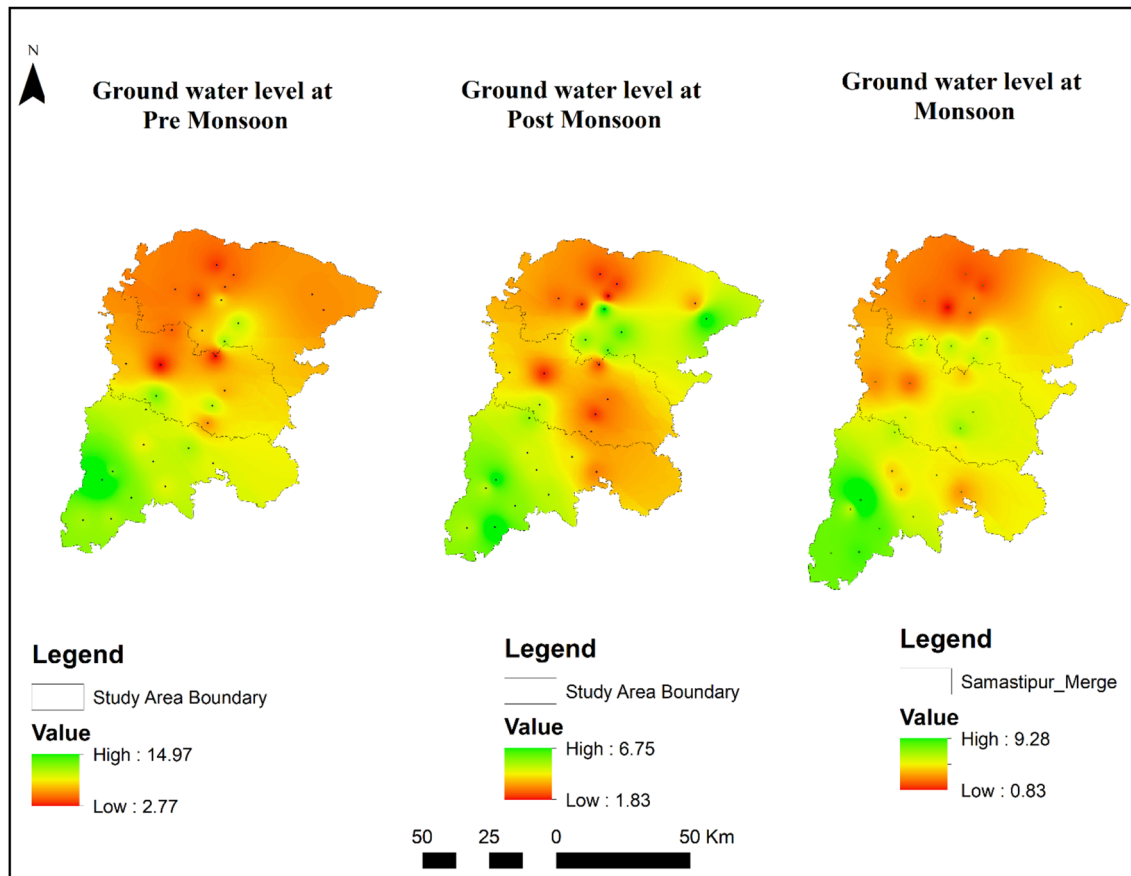 N
Ground water level at
Pre Monsoon
Ground water level at
Post Monsoon
Ground water level at
Monsoon
Legend
Study Area Boundary
Value
High : 14.97
Low : 2.77
Legend
Study Area Boundary
Value
High : 6.75
Low : 1.83
Legend
Samastipur_Merge
Value
High : 9.28
Low : 0.83
50 25 0 50 Km